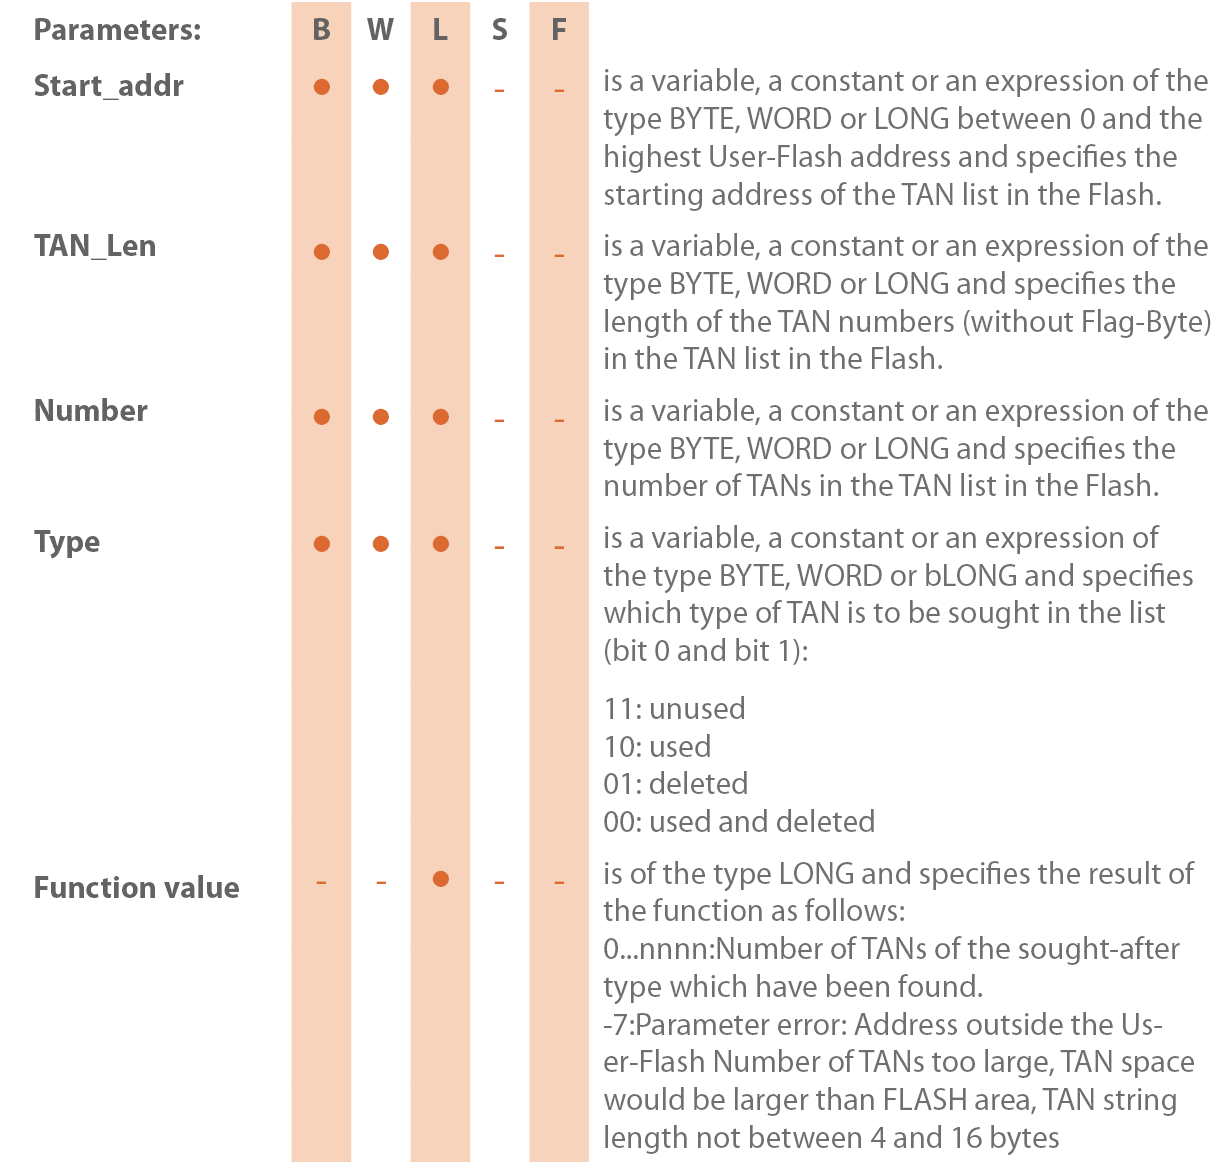 Parameters: B W L S F
Start_addr ● ● ● - - is a variable, a constant or an expression of the
type BYTE, WORD or LONG between 0 and the
highest User-Flash address and specifies the
starting address of the TAN list in the Flash.
TAN_Len ● ● ● - - is a variable, a constant or an expression of the
type BYTE, WORD or LONG and specifies the
length of the TAN numbers (without Flag-Byte)
in the TAN list in the Flash.
Number ● ● ● - - is a variable, a constant or an expression of the
type BYTE, WORD or LONG and specifies the
number of TANs in the TAN list in the Flash.
Type ● ● ● - - is a variable, a constant or an expression of
the type BYTE, WORD or bLONG and specifies
which type of TAN is to be sought in the list
(bit 0 and bit 1):
11: unused
10: used
01: deleted
00: used and deleted
Function value - - ● - - is of the type LONG and specifies the result of
the function as follows:
0...nnnn:Number of TANs of the sought-after
type which have been found.
-7:Parameter error: Address outside the Us-
er-Flash Number of TANs too large, TAN space
would be larger than FLASH area, TAN string
length not between 4 and 16 bytes